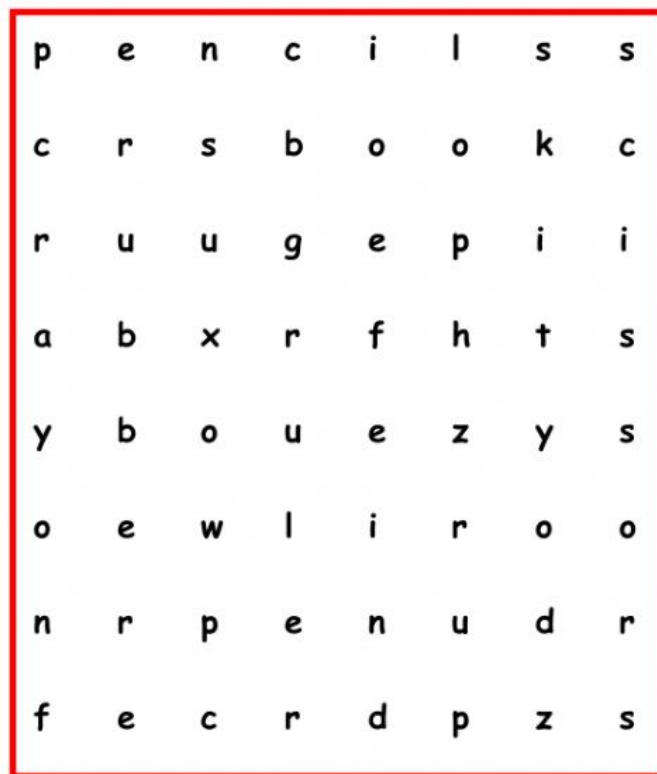 p e n c i l s s
c r s b o o k c
r u u g e p i i
a b x r f h t s
y b o u e z y s
o e w l i r o o
n r p e n u d r
f e c r d p z s